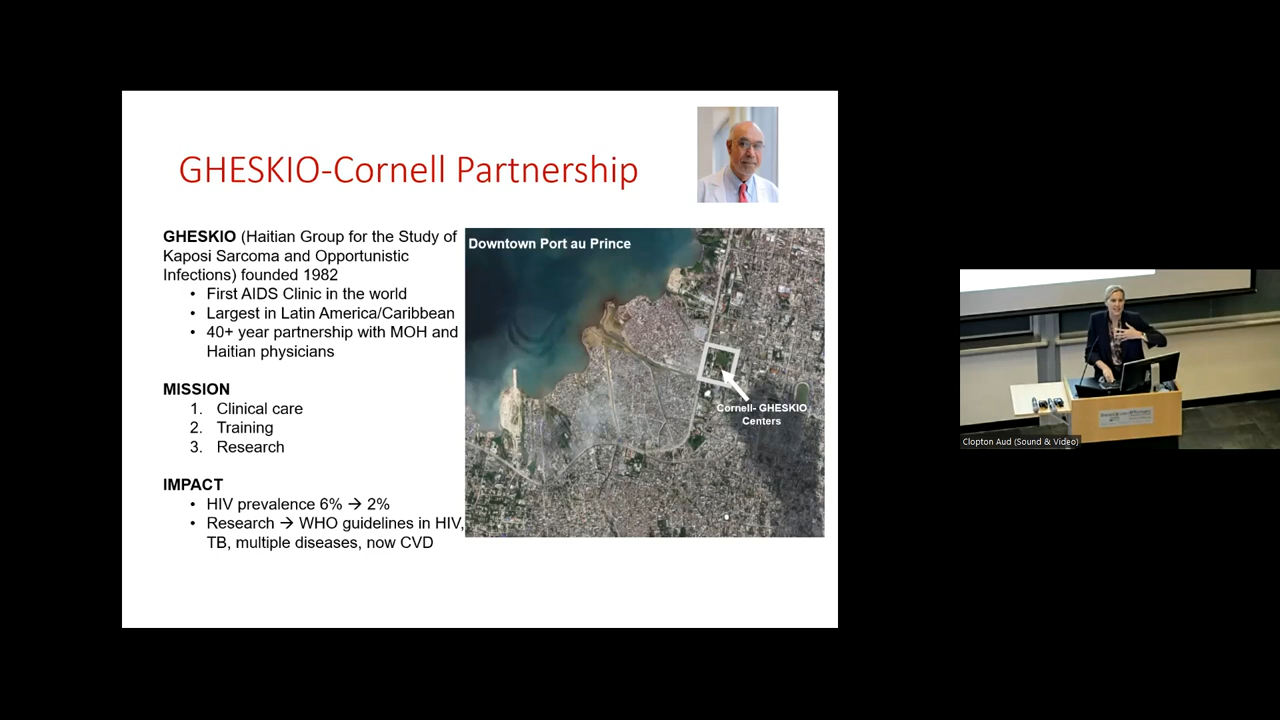 GHESKIO-Cornell Partnership
GHESKIO (Haitian Group for the Study of
Kaposi Sarcoma and Opportunistic
Infections) founded 1982
• First AIDS Clinic in the world
• Largest in Latin America/Caribbean
• 40+ year partnership with MOH and
Haitian physicians
MISSION
1. Clinical care
2. Training
3. Research
IMPACT
• HIV prevalence 6% → 2%
• Research → WHO guidelines in HIV,
TB, multiple diseases, now CVD
Downtown Port au Prince
Cornell- GHESKIO
Centers
Clopton Aud (Sound & Video)